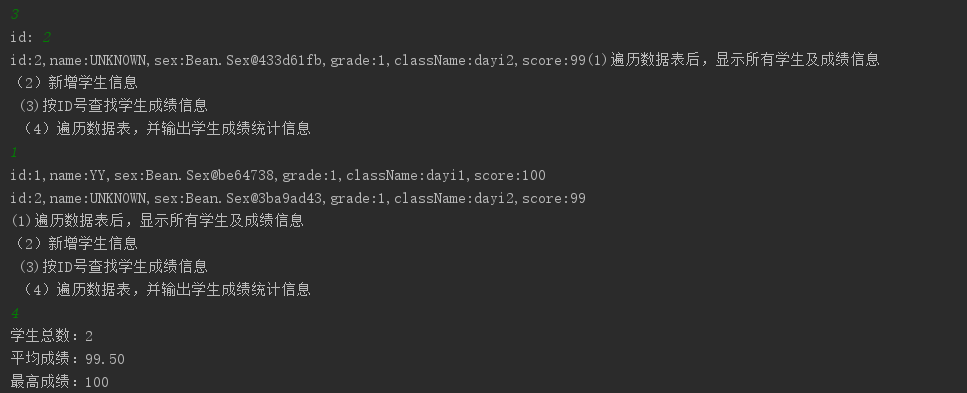 3
id: 2
id:2,name:UNKNOWN,sex:Bean.Sex@433d61fb,grade:1,className:dayi2,score:99(1)遍历数据表后，显示所有学生及成绩信息
（2）新增学生信息
(3)按ID号查找学生成绩信息
（4）遍历数据表，并输出学生成绩统计信息
1
id:1,name:YY,sex:Bean.Sex@be64738,grade:1,className:dayi1,score:100
id:2,name:UNKNOWN,sex:Bean.Sex@3ba9ad43,grade:1,className:dayi2,score:99
(1)遍历数据表后，显示所有学生及成绩信息
（2）新增学生信息
(3)按ID号查找学生成绩信息
（4）遍历数据表，并输出学生成绩统计信息
4
学生总数：2
平均成绩：99.50
最高成绩：100